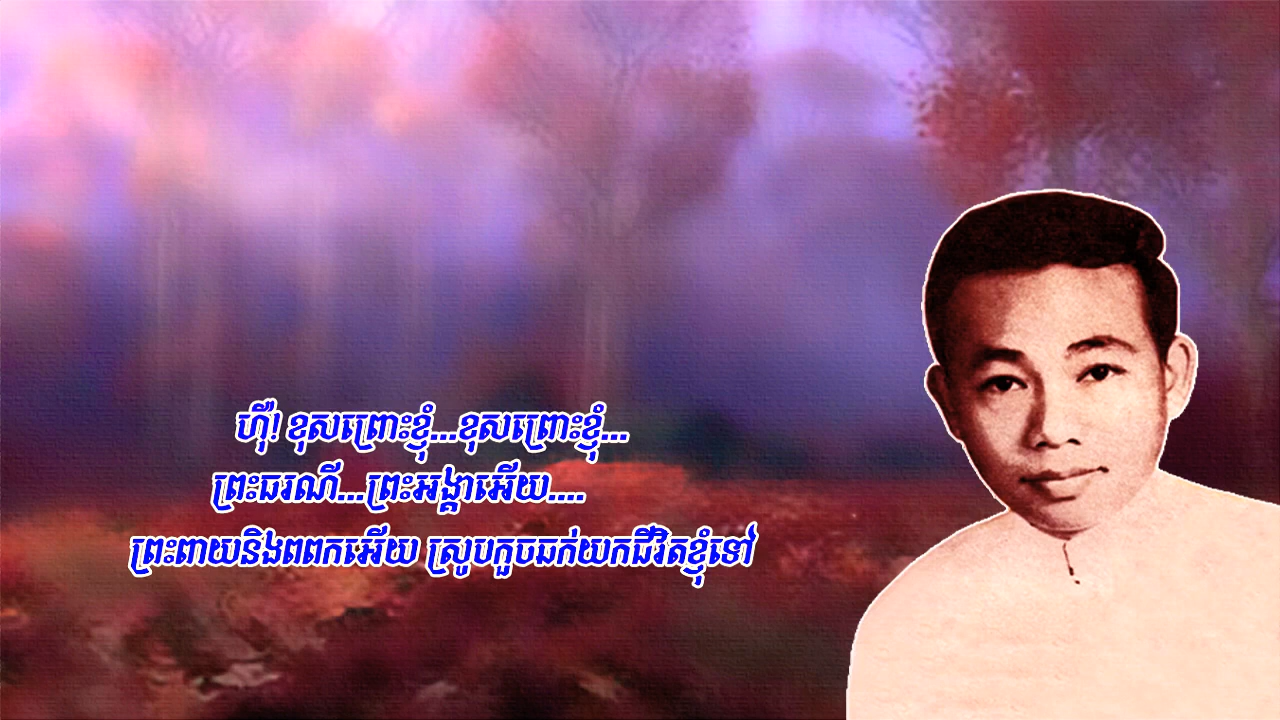 ហ៊ឺ! ខុសព្រោះខ្ញុំ...ខុសព្រោះខ្ញុំ...
ព្រះធរណី...ព្រះអង្គាអើយ....
ព្រះពាយនិងពពកអើយ ស្រូបកួចឆក់យកជីវិតខ្ញុំទៅ